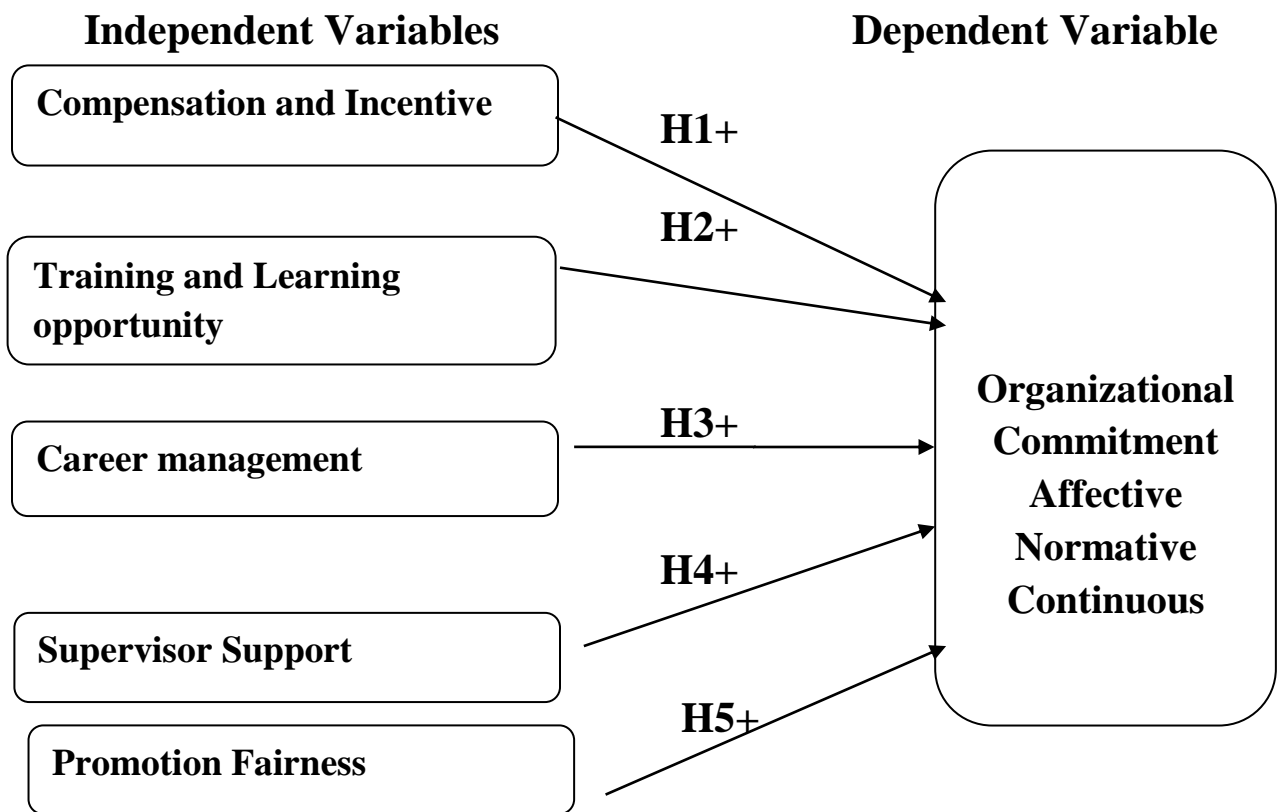 Independent Variables
Dependent Variable
Compensation and Incentive
H1+
H2+
Training and Learning
opportunity
H3+
Career management
Organizational
Commitment
Affective
Normative
Continuous
H4+
Supervisor Support
H5+
Promotion Fairness